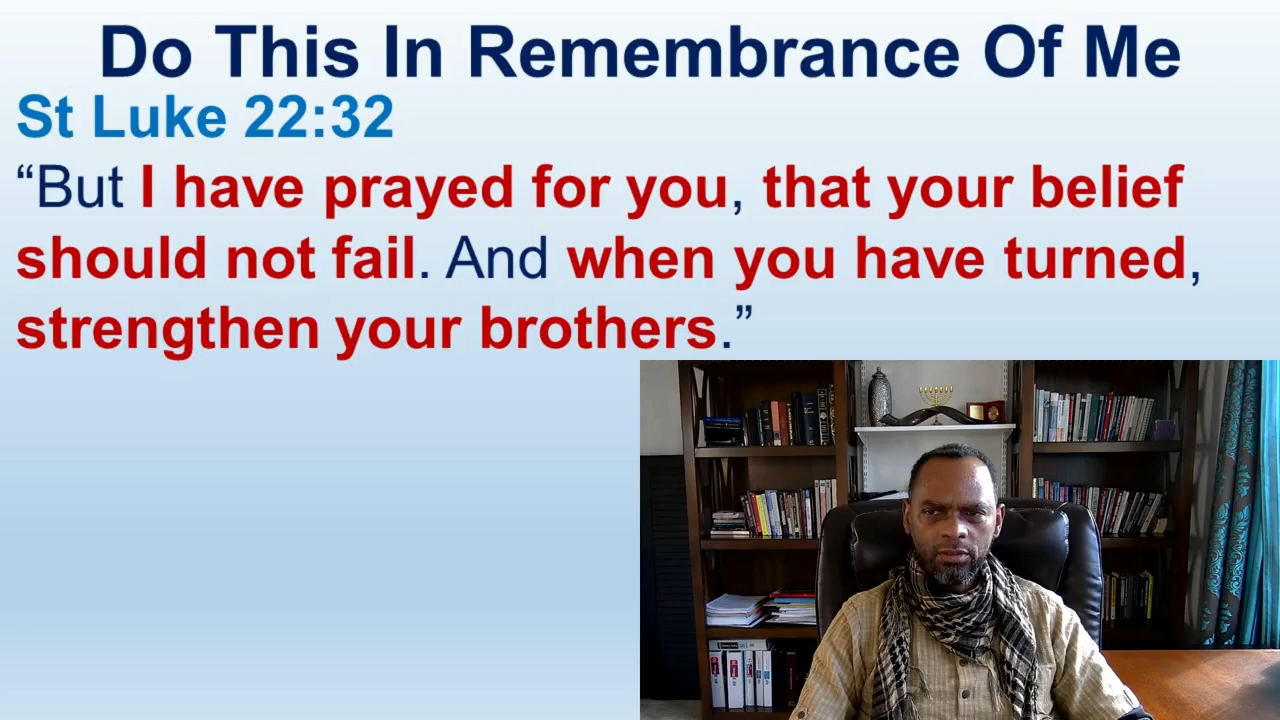 Do This In Remembrance Of Me
St Luke 22:32
“But I have prayed for you, that your belief
should not fail. And when you have turned,
strengthen your brothers.”